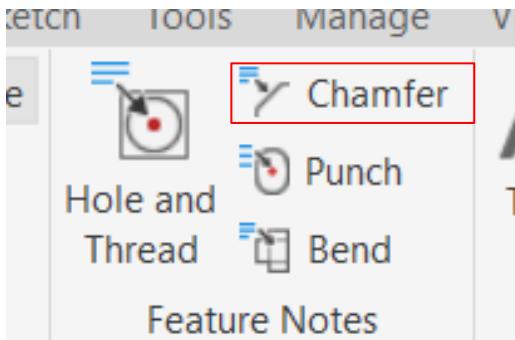 Tools
Manage
Hole and
Thread
Chamfer
Punch
Bend
Feature Notes